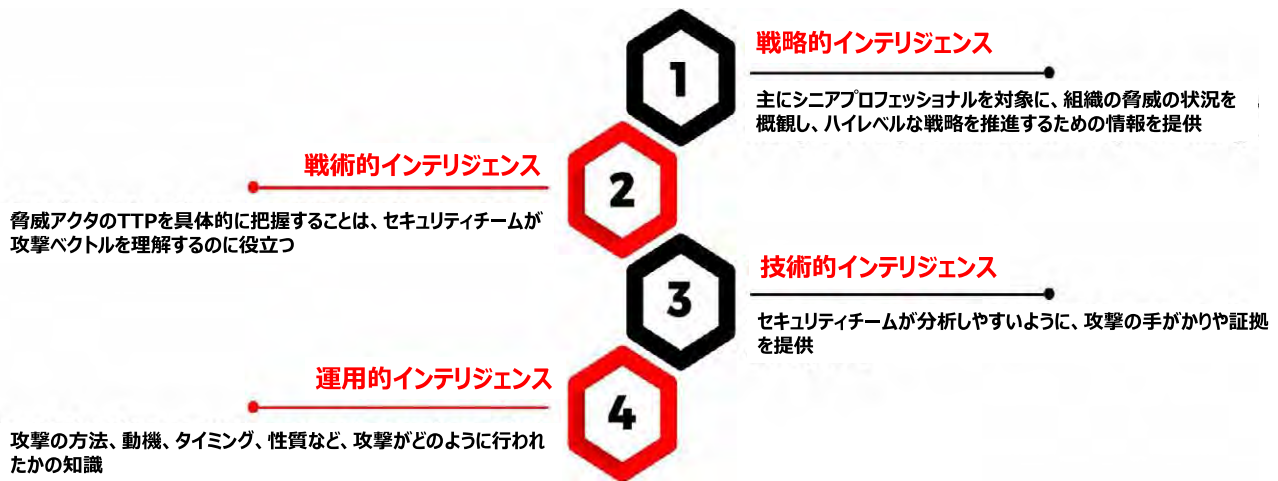 1
戦略的インテリジェンス
主にシニアプロフェッショナルを対象に、組織の脅威の状況を
概観し、ハイレベルな戦略を推進するための情報を提供
2
戦術的インテリジェンス
脅威アクタのTTPを具体的に把握することは、セキュリティチームが
攻撃ベクトルを理解するのに役立つ
3
技術的インテリジェンス
セキュリティチームが分析しやすいように、攻撃の手がかりや証拠
を提供
4
運用的インテリジェンス
攻撃の方法、動機、タイミング、性質など、攻撃がどのように行われ
たかの知識